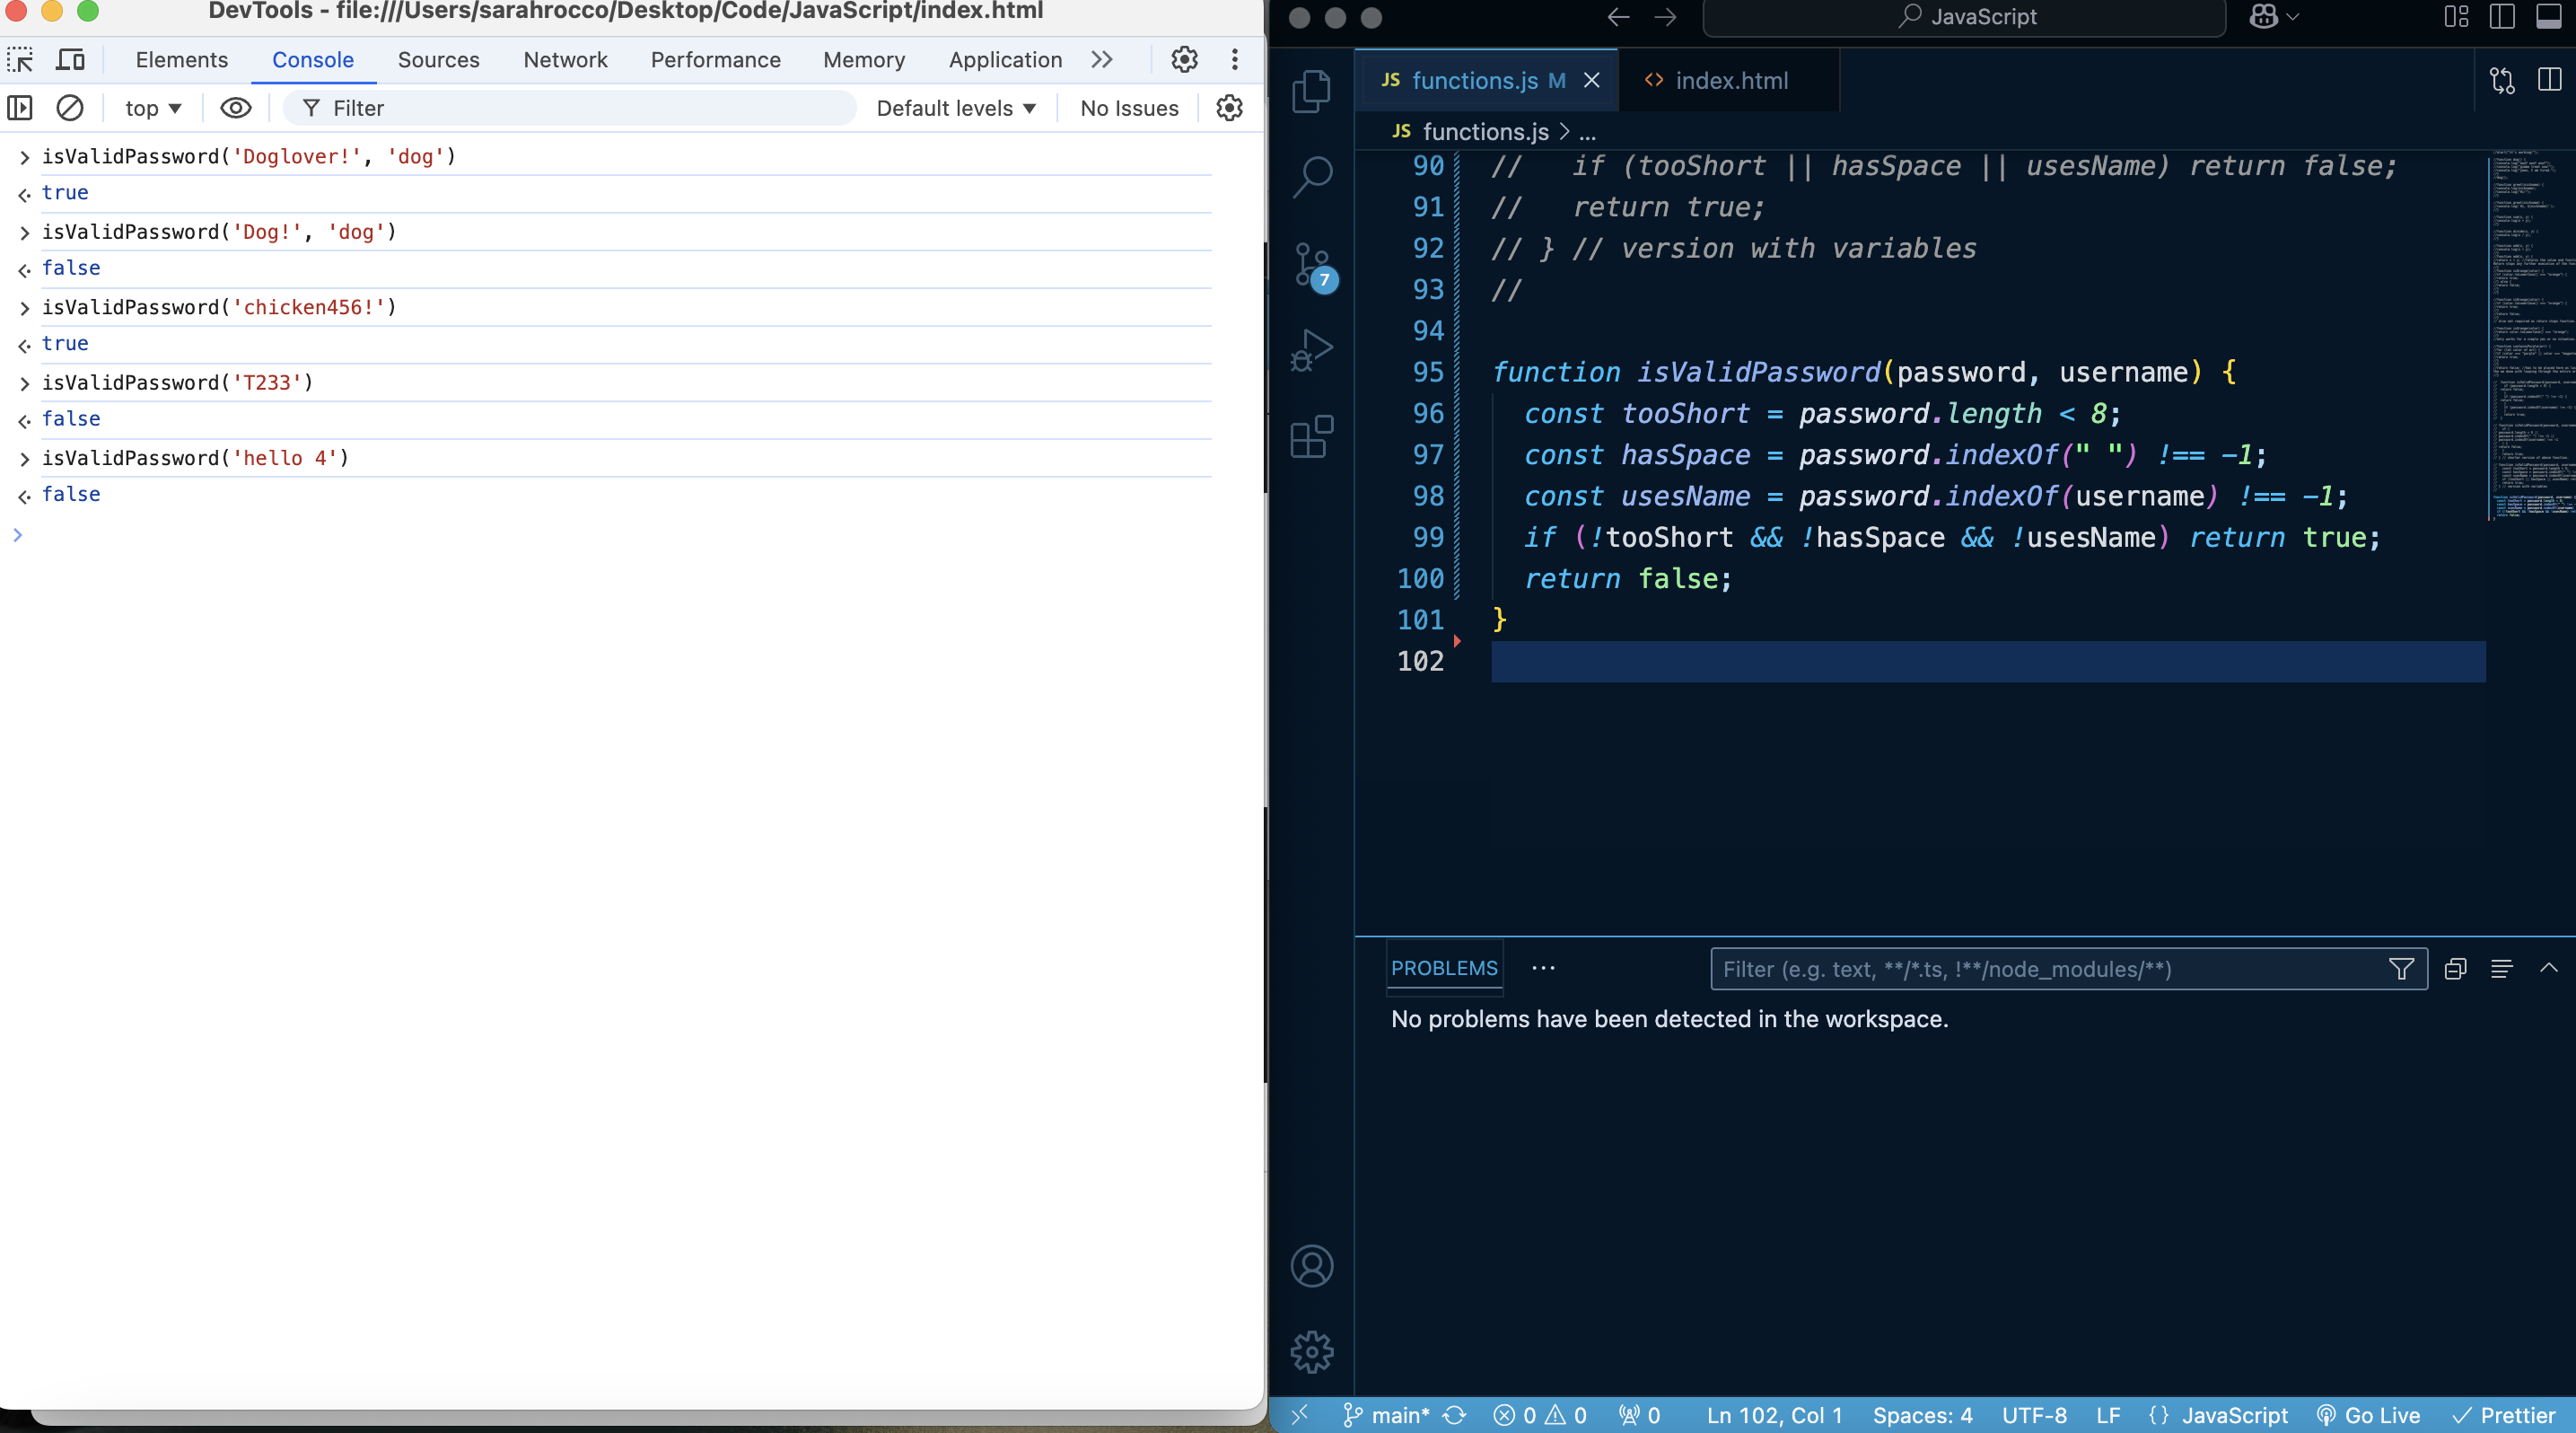 DevTools - file:///Users/sarahrocco/Desktop/Code/JavaScript/index.html
Elements Console Sources Network Performance Memory Application
top Filter Default levels No Issues
isValidPassword('Doglover!', 'dog')
true
isValidPassword('Dog!', 'dog')
false
isValidPassword('chicken456!')
true
isValidPassword('T233')
false
isValidPassword('hello 4')
false
JavaScript
JS functions.js M index.html
JS functions.js > ...
7
90 //   if (tooShort || hasSpace || usesName) return false;
91 //   return true;
92 // } // version with variables
93 //
94
95 function isValidPassword(password, username) {
96   const tooShort = password.length < 8;
97   const hasSpace = password.indexOf(" ") !== -1;
98   const usesName = password.indexOf(username) !== -1;
99   if (!tooShort && !hasSpace && !usesName) return true;
100   return false;
101 }
102
PROBLEMS ... Filter (e.g. text, **/*.ts, !**/node_modules/**)
No problems have been detected in the workspace.
main* 0 0 0 Ln 102, Col 1 Spaces: 4 UTF-8 LF {} JavaScript Go Live Prettier